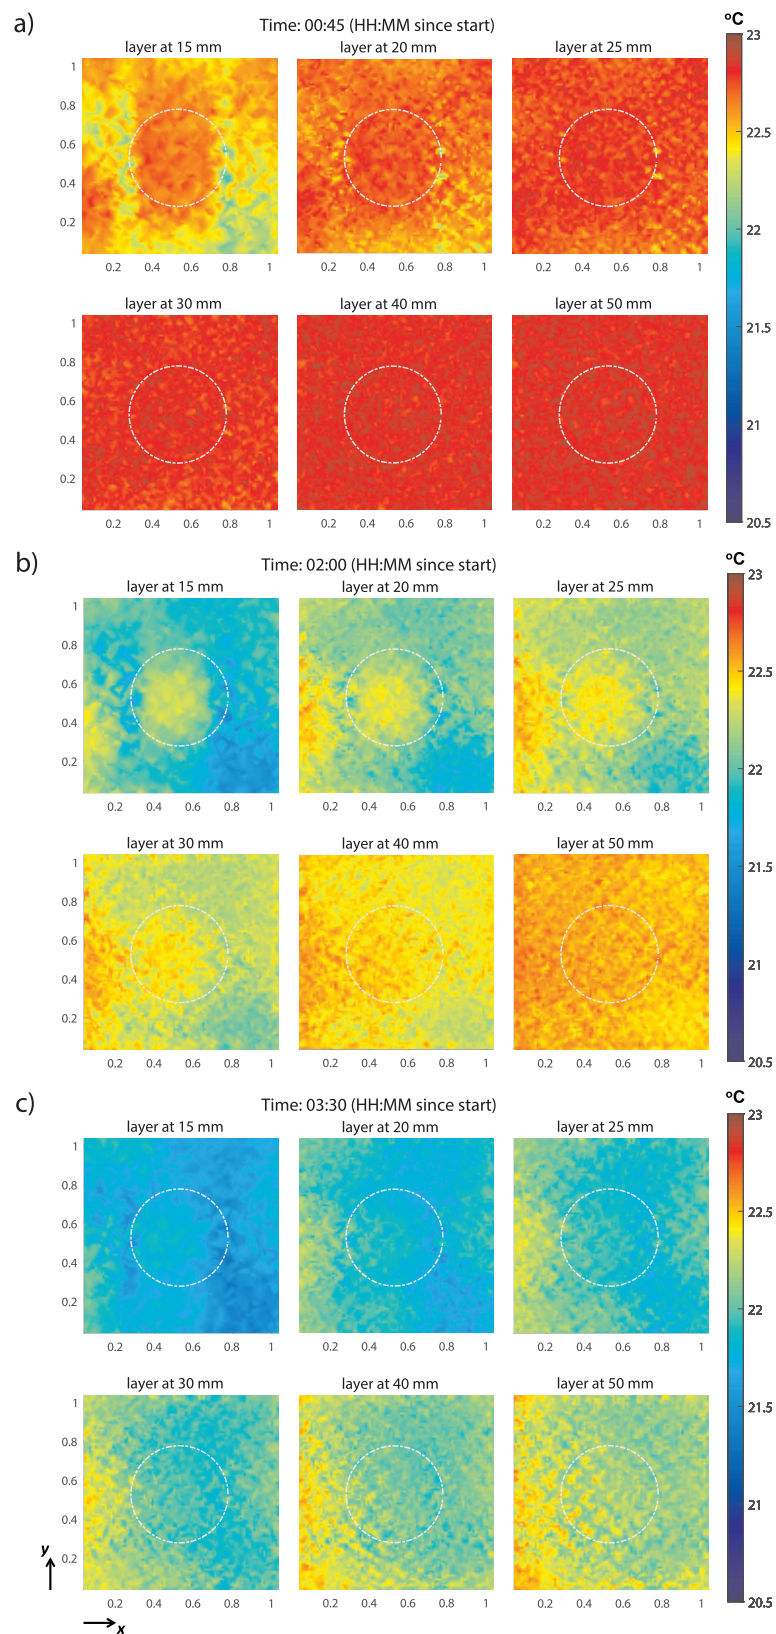 a)
Time: 00:45 (HH:MM since start)
°C
layer at 15 mm
layer at 20 mm
layer at 25 mm
1
0.8
0.6
0.4
0.2
0.2 0.4 0.6 0.8 1
0.2 0.4 0.6 0.8 1
0.2 0.4 0.6 0.8 1
layer at 30 mm
layer at 40 mm
layer at 50 mm
1
0.8
0.6
0.4
0.2
0.2 0.4 0.6 0.8 1
0.2 0.4 0.6 0.8 1
0.2 0.4 0.6 0.8 1
23
22.5
22
21.5
21
20.5
b)
Time: 02:00 (HH:MM since start)
°C
layer at 15 mm
layer at 20 mm
layer at 25 mm
1
0.8
0.6
0.4
0.2
0.2 0.4 0.6 0.8 1
0.2 0.4 0.6 0.8 1
0.2 0.4 0.6 0.8 1
layer at 30 mm
layer at 40 mm
layer at 50 mm
1
0.8
0.6
0.4
0.2
0.2 0.4 0.6 0.8 1
0.2 0.4 0.6 0.8 1
0.2 0.4 0.6 0.8 1
23
22.5
22
21.5
21
20.5
c)
Time: 03:30 (HH:MM since start)
°C
layer at 15 mm
layer at 20 mm
layer at 25 mm
1
0.8
0.6
0.4
0.2
0.2 0.4 0.6 0.8 1
0.2 0.4 0.6 0.8 1
0.2 0.4 0.6 0.8 1
layer at 30 mm
layer at 40 mm
layer at 50 mm
1
0.8
0.6
0.4
0.2
0.2 0.4 0.6 0.8 1
0.2 0.4 0.6 0.8 1
0.2 0.4 0.6 0.8 1
23
22.5
22
21.5
21
20.5
y
x